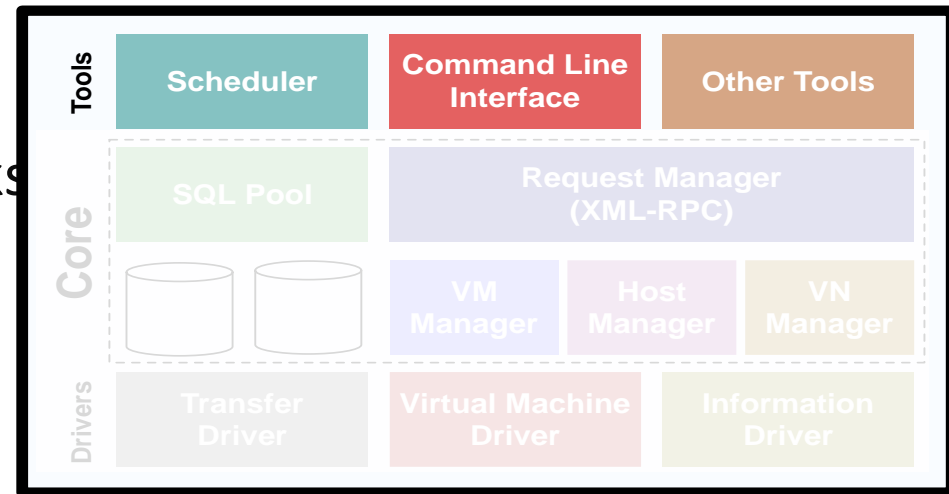 Tools
Scheduler
Command Line
Interface
Other Tools
Core
SQL Pool
Request Manager
(XML-RPC)
VM
Manager
Host
Manager
VN
Manager
Drivers
Transfer
Driver
Virtual Machine
Driver
Information
Driver